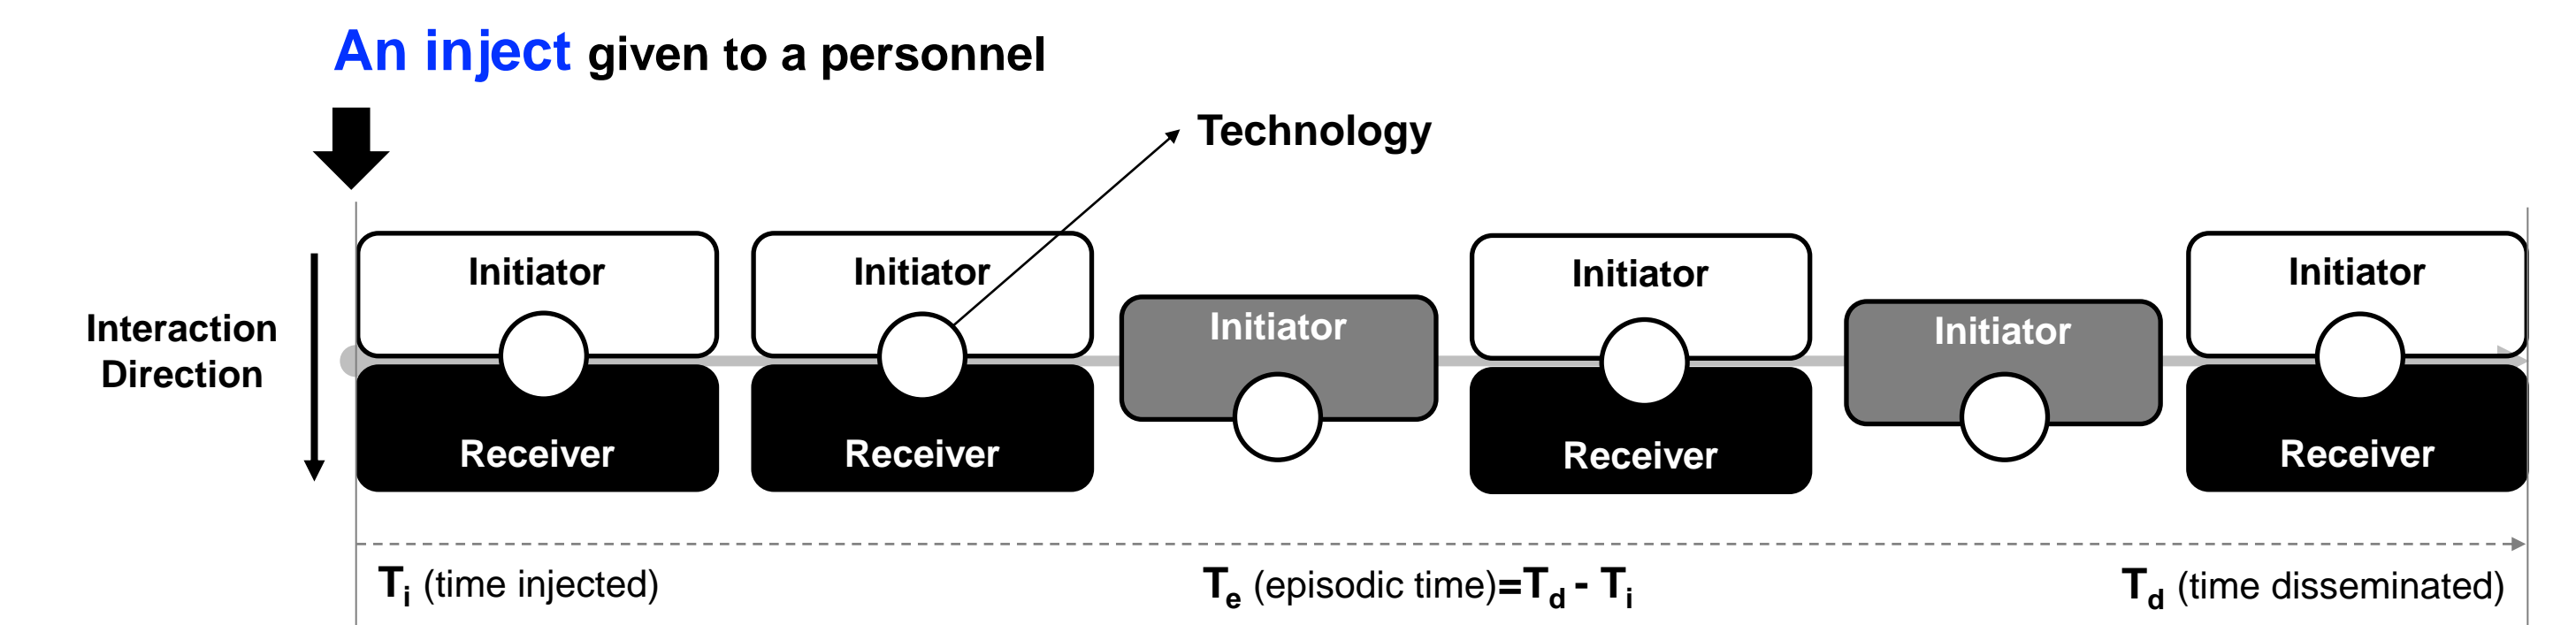 An inject given to a personnel
Technology
Initiator
Initiator
Initiator
Initiator
Initiator
Initiator
Interaction
Direction
Receiver
Receiver
Receiver
Receiver
Ti (time injected)
Te (episodic time)=Td - Ti
Td (time disseminated)